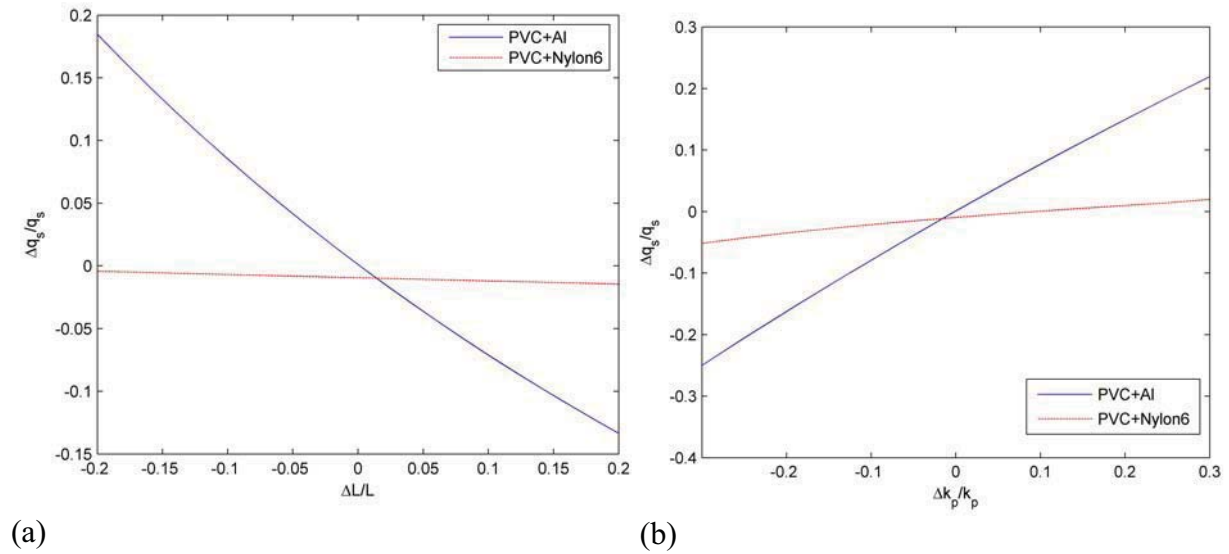 0.2
0.15
0.1
0.05
0
-0.05
-0.1
-0.15
Δq_s/q_s
-0.2 -0.15 -0.1 -0.05 0 0.05 0.1 0.15 0.2
ΔL/L
PVC+Al
PVC+Nylon6
(a)
0.3
0.2
0.1
0
-0.1
-0.2
-0.3
-0.4
Δq_s/q_s
-0.2 -0.1 0 0.1 0.2 0.3
Δk_p/k_p
PVC+Al
PVC+Nylon6
(b)